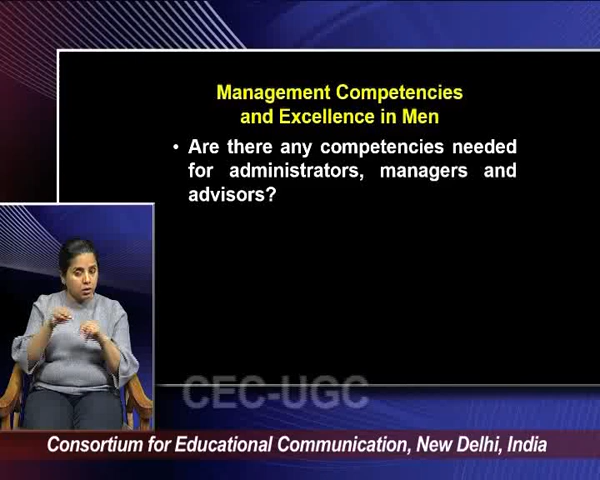 Management Competencies
and Excellence in Men
• Are there any competencies needed
for administrators, managers and
advisors?
CEC-UGC
Consortium for Educational Communication, New Delhi, India